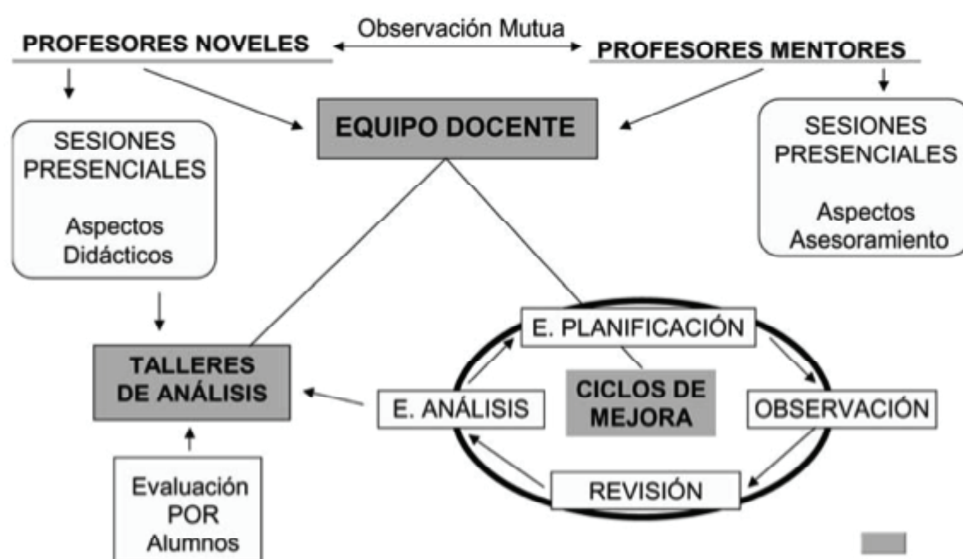 Observación Mutua
PROFESORES NOVELES
PROFESORES MENTORES
EQUIPO DOCENTE
SESIONES
PRESENCIALES
Aspectos
Didácticos
SESIONES
PRESENCIALES
Aspectos
Asesoramiento
E. PLANIFICACIÓN
TALLERES
DE ANÁLISIS
E. ANÁLISIS
CICLOS DE
MEJORA
OBSERVACIÓN
REVISIÓN
Evaluación
POR
Alumnos